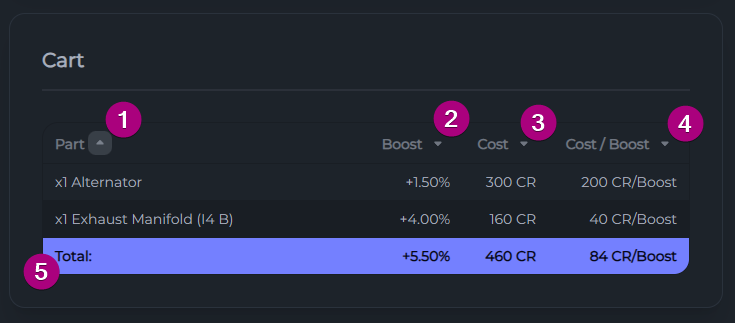 Cart
1 2 3 4
Part Boost Cost Cost / Boost
x1 Alternator +1.50% 300 CR 200 CR/Boost
x1 Exhaust Manifold (I4 B) +4.00% 160 CR 40 CR/Boost
Total: +5.50% 460 CR 84 CR/Boost
5